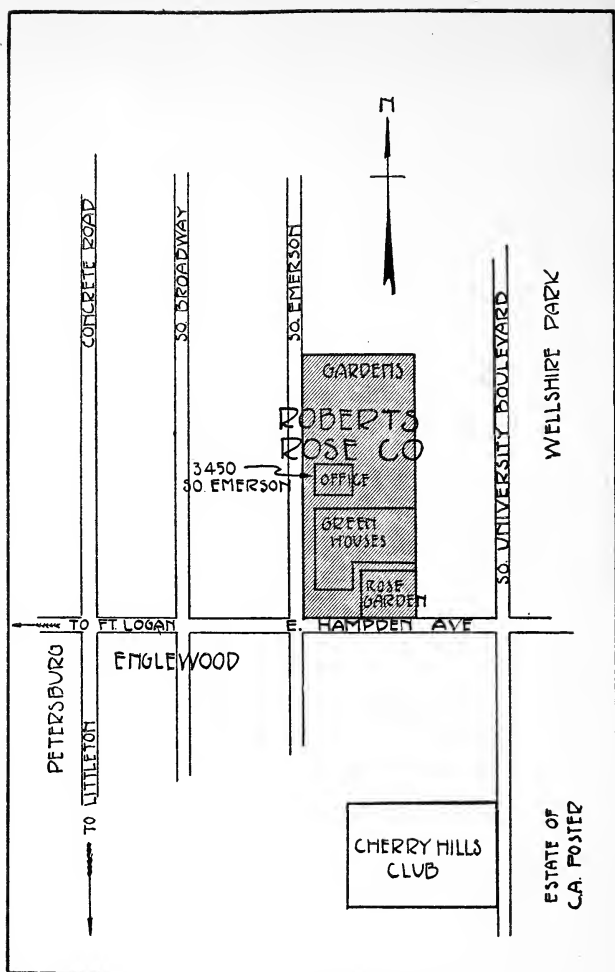 N
CONCRETE ROAD
SO. BROADWAY
SO. EMERSON
SO. UNIVERSITY BOULEVARD
WELLSHIRE PARK
GARDENS
ROBERTS
ROSE CO
3450
SO. EMERSON
OFFICE
GREEN
HOUSES
ROSE
GARDEN
TO FT. LOGAN
E. HAMPDEN AVE
PETERSBURG
ENGLEWOOD
TO LITTLETON
CHERRY HILLS
CLUB
ESTATE OF
C.A. POSTER